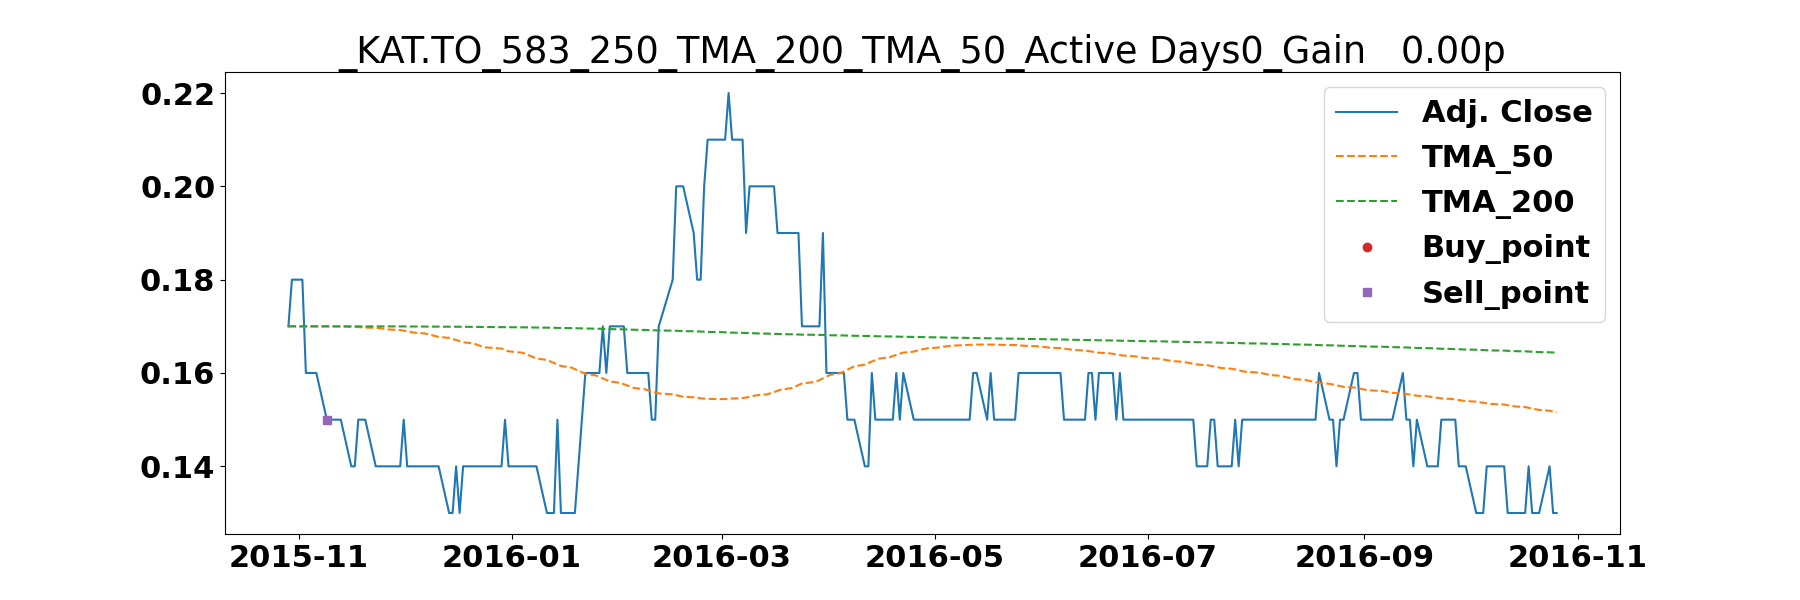 _KAT.TO_583_250_TMA_200_TMA_50_Active Days0_Gain   0.00p
0.22
0.20
0.18
0.16
0.14
Adj. Close
TMA_50
TMA_200
Buy_point
Sell_point
2015-11
2016-01
2016-03
2016-05
2016-07
2016-09
2016-11